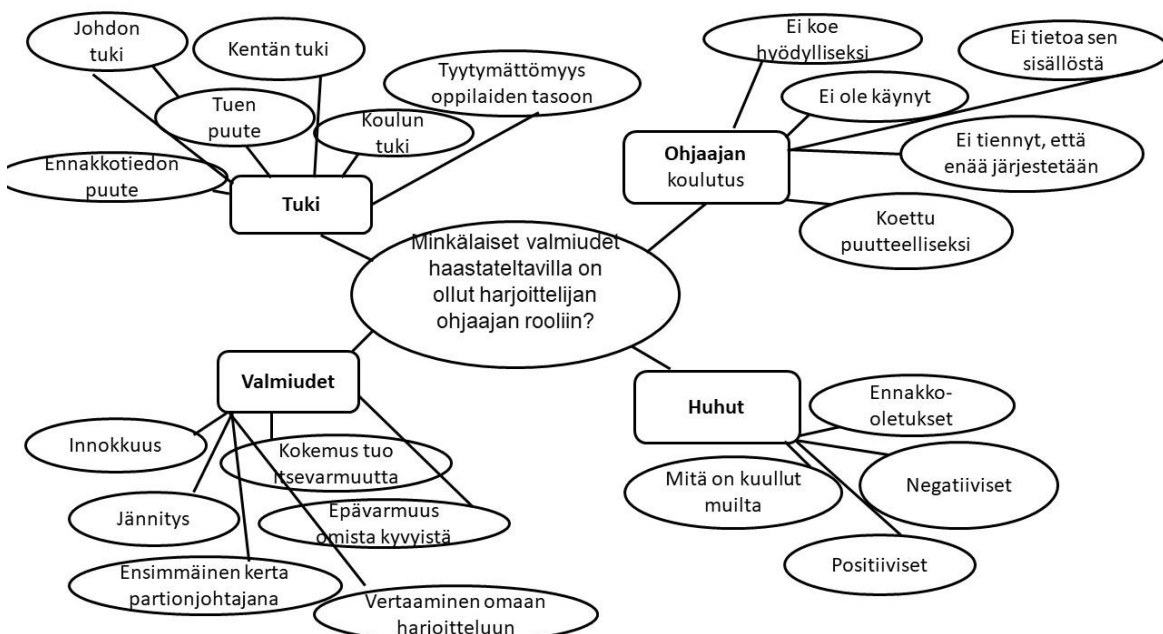 Johdon
tuki
Kentän tuki
Tyytymättömyys
oppilaiden tasoon
Tuen
puute
Koulun
tuki
Ennakkotiedon
puute
Tuki
Ei koe
hyödylliseksi
Ei tietoa sen
sisällöstä
Ei ole käynyt
Ohjaajan
koulutus
Ei tiennyt, että
enää järjestetään
Koettu
puutteelliseksi
Minkälaiset valmiudet
haastateltavilla on
ollut harjoittelijan
ohjaajan rooliin?
Valmiudet
Innokkuus
Kokemus tuo
itsevarmuutta
Jännitys
Epävarmuus
omista kyvyistä
Ensimmäinen kerta
partionjohtajana
Vertaaminen omaan
harjoitteluun
Huhut
Ennakko-
oletukset
Mitä on kuullut
muilta
Negatiiviset
Positiiviset